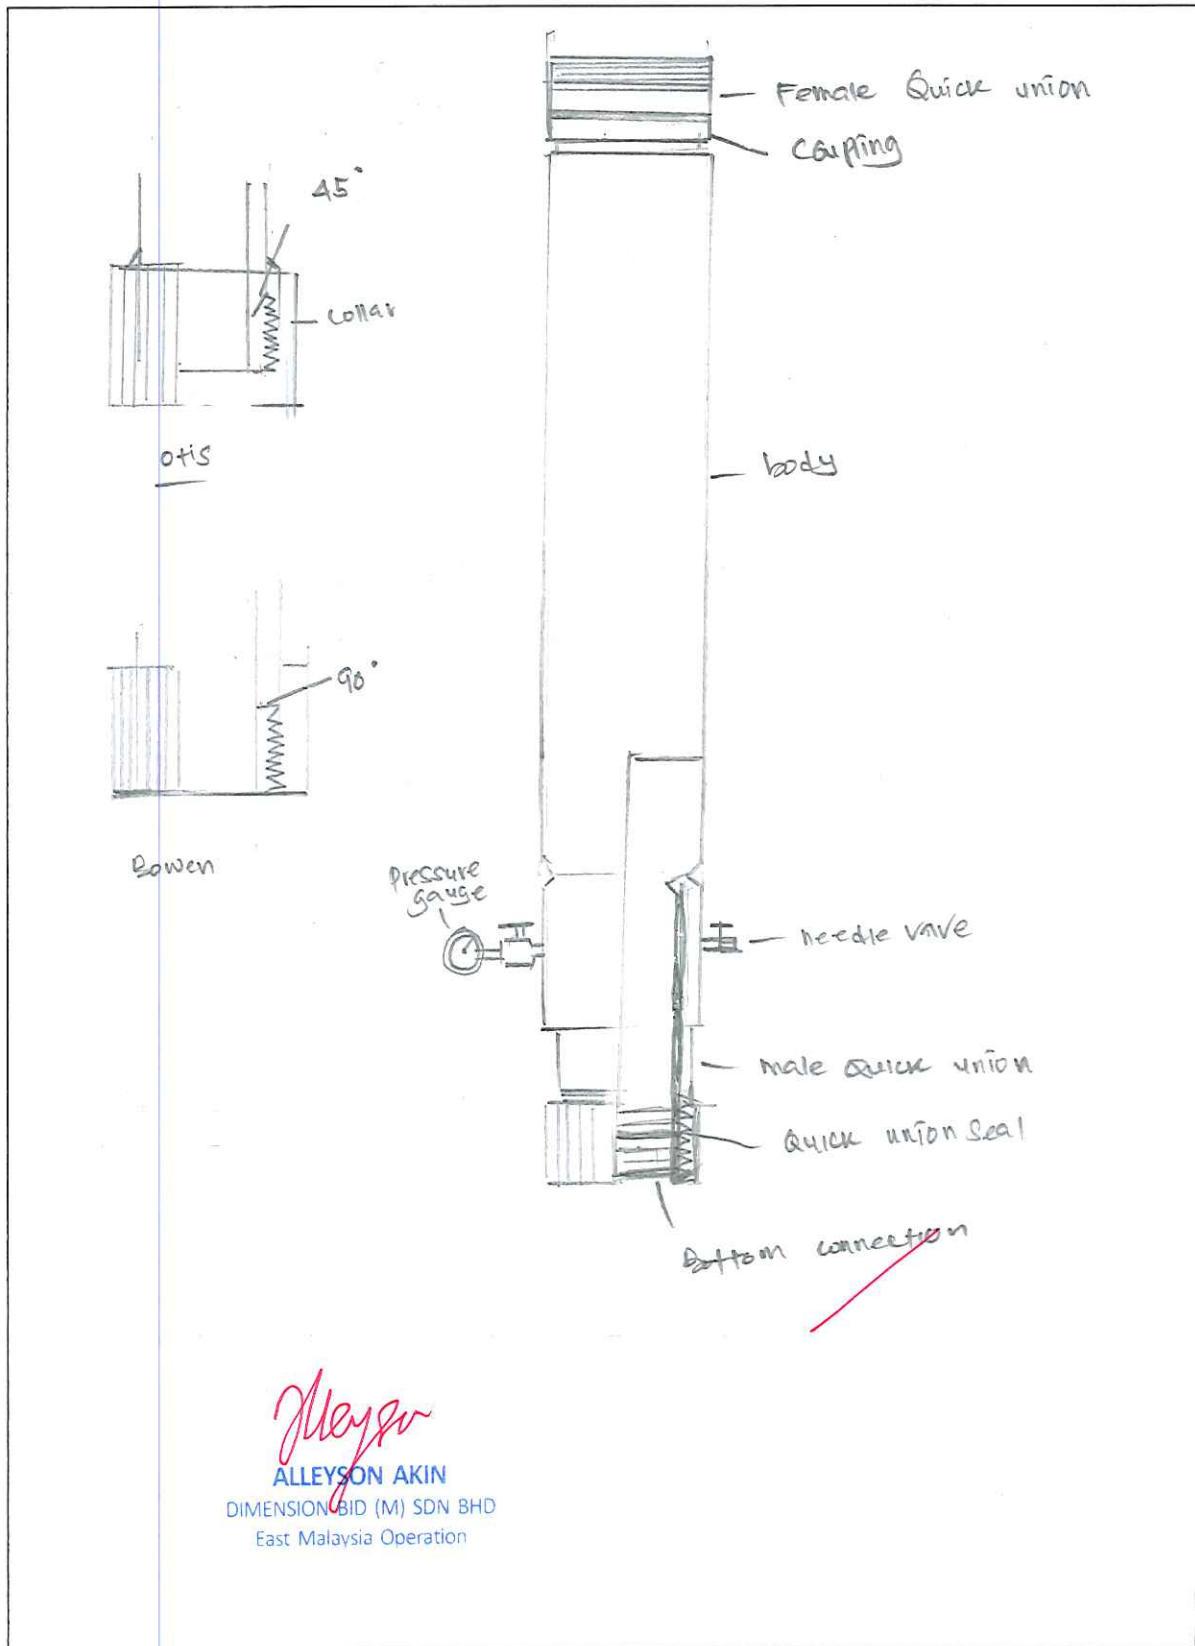 Female Quick union
Coupling
45°
collar
otis
body
90°
Bowen
Pressure
gauge
needle vave
male Quick union
Quick union Seal
Bottom connection
ALLEYSON AKIN
DIMENSION BID (M) SDN BHD
East Malaysia Operation